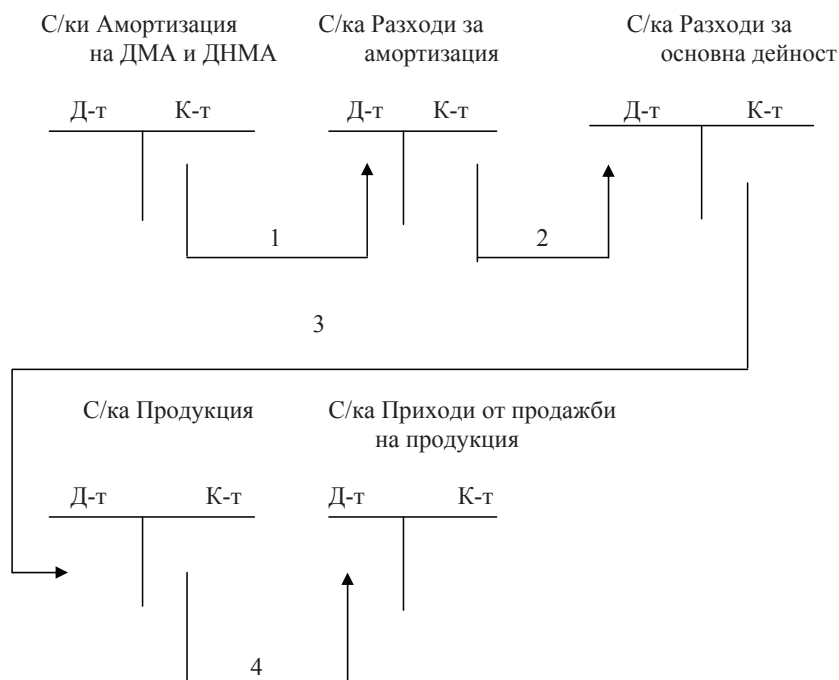 С/ки Амортизация
на ДМА и ДНМА
С/ка Разходи за
амортизация
С/ка Разходи за
основна дейност
Д-т К-т
Д-т К-т
Д-т К-т
1
2
3
С/ка Продукция
С/ка Приходи от продажби
на продукция
Д-т К-т
Д-т К-т
4